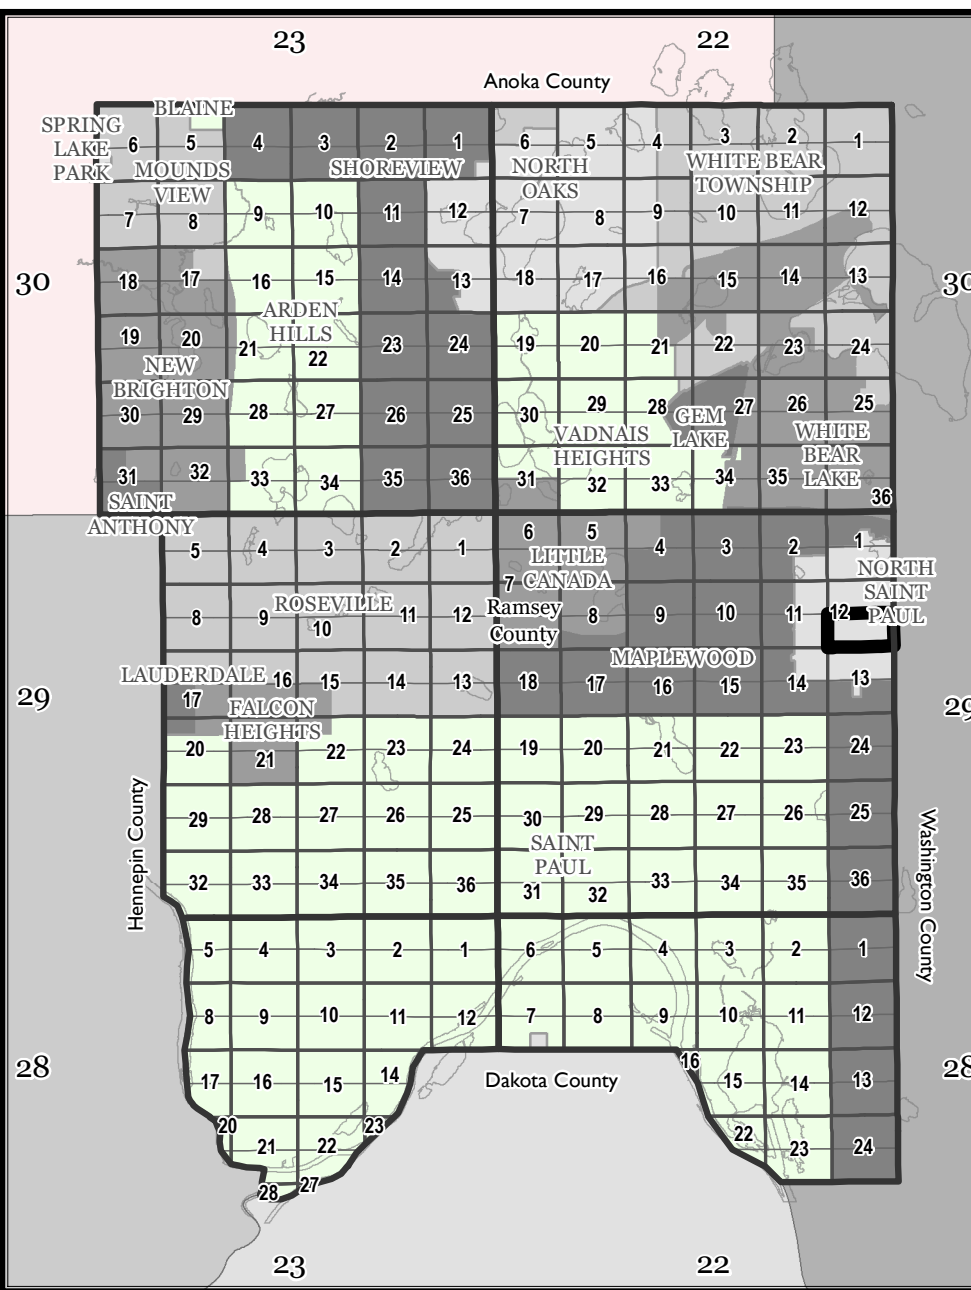 23 22
Anoka County
BLAINE
SPRING
LAKE
PARK
6 5 4 3 2 1 6 5 4 3 2 1
MOUNDS
VIEW
SHOREVIEW
NORTH
OAKS
WHITE BEAR
TOWNSHIP
7 8 9 10 11 12 7 8 9 10 11 12
30 18 17 16 15 14 13 18 17 16 15 14 13 30
ARDEN
HILLS
19 20 21 22 23 24 19 20 21 22 23 24
NEW
BRIGHTON
30 29 28 27 26 25 30 29 28 27 26 25
GEM
LAKE
VADNAIS
HEIGHTS
WHITE
BEAR
LAKE
31 32 33 34 35 36 31 32 33 34 35 36
SAINT
ANTHONY
5 4 3 2 1 6 5 4 3 2 1
LITTLE
CANADA
NORTH
SAINT
PAUL
ROSEVILLE
Ramsey
County
8 9 10 11 12 7 8 9 10 11 12
MAPLEWOOD
LAUDERDALE
29 17 16 15 14 13 18 17 16 15 14 13 29
FALCON
HEIGHTS
20 21 22 23 24 19 20 21 22 23 24
29 28 27 26 25 30 29 28 27 26 25
SAINT
PAUL
32 33 34 35 36 31 32 33 34 35 36
Hennepin County
Washington County
5 4 3 2 1 6 5 4 3 2 1
8 9 10 11 12 7 8 9 10 11 12
28 17 16 15 14 16 15 14 13 28
Dakota County
20 21 22 23 22 23 24
28 27
23 22